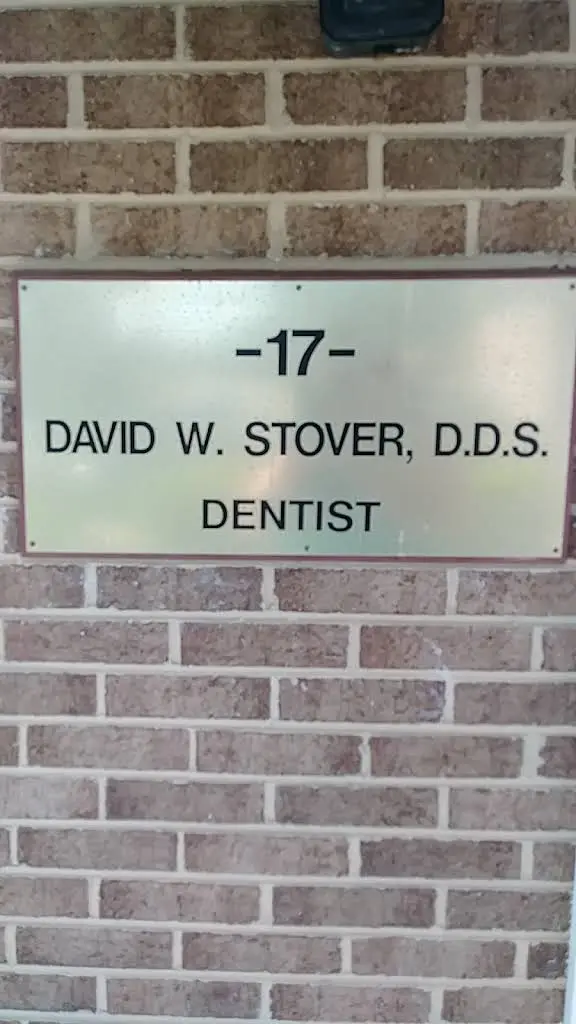 -17-
DAVID W. STOVER, D.D.S.
DENTIST